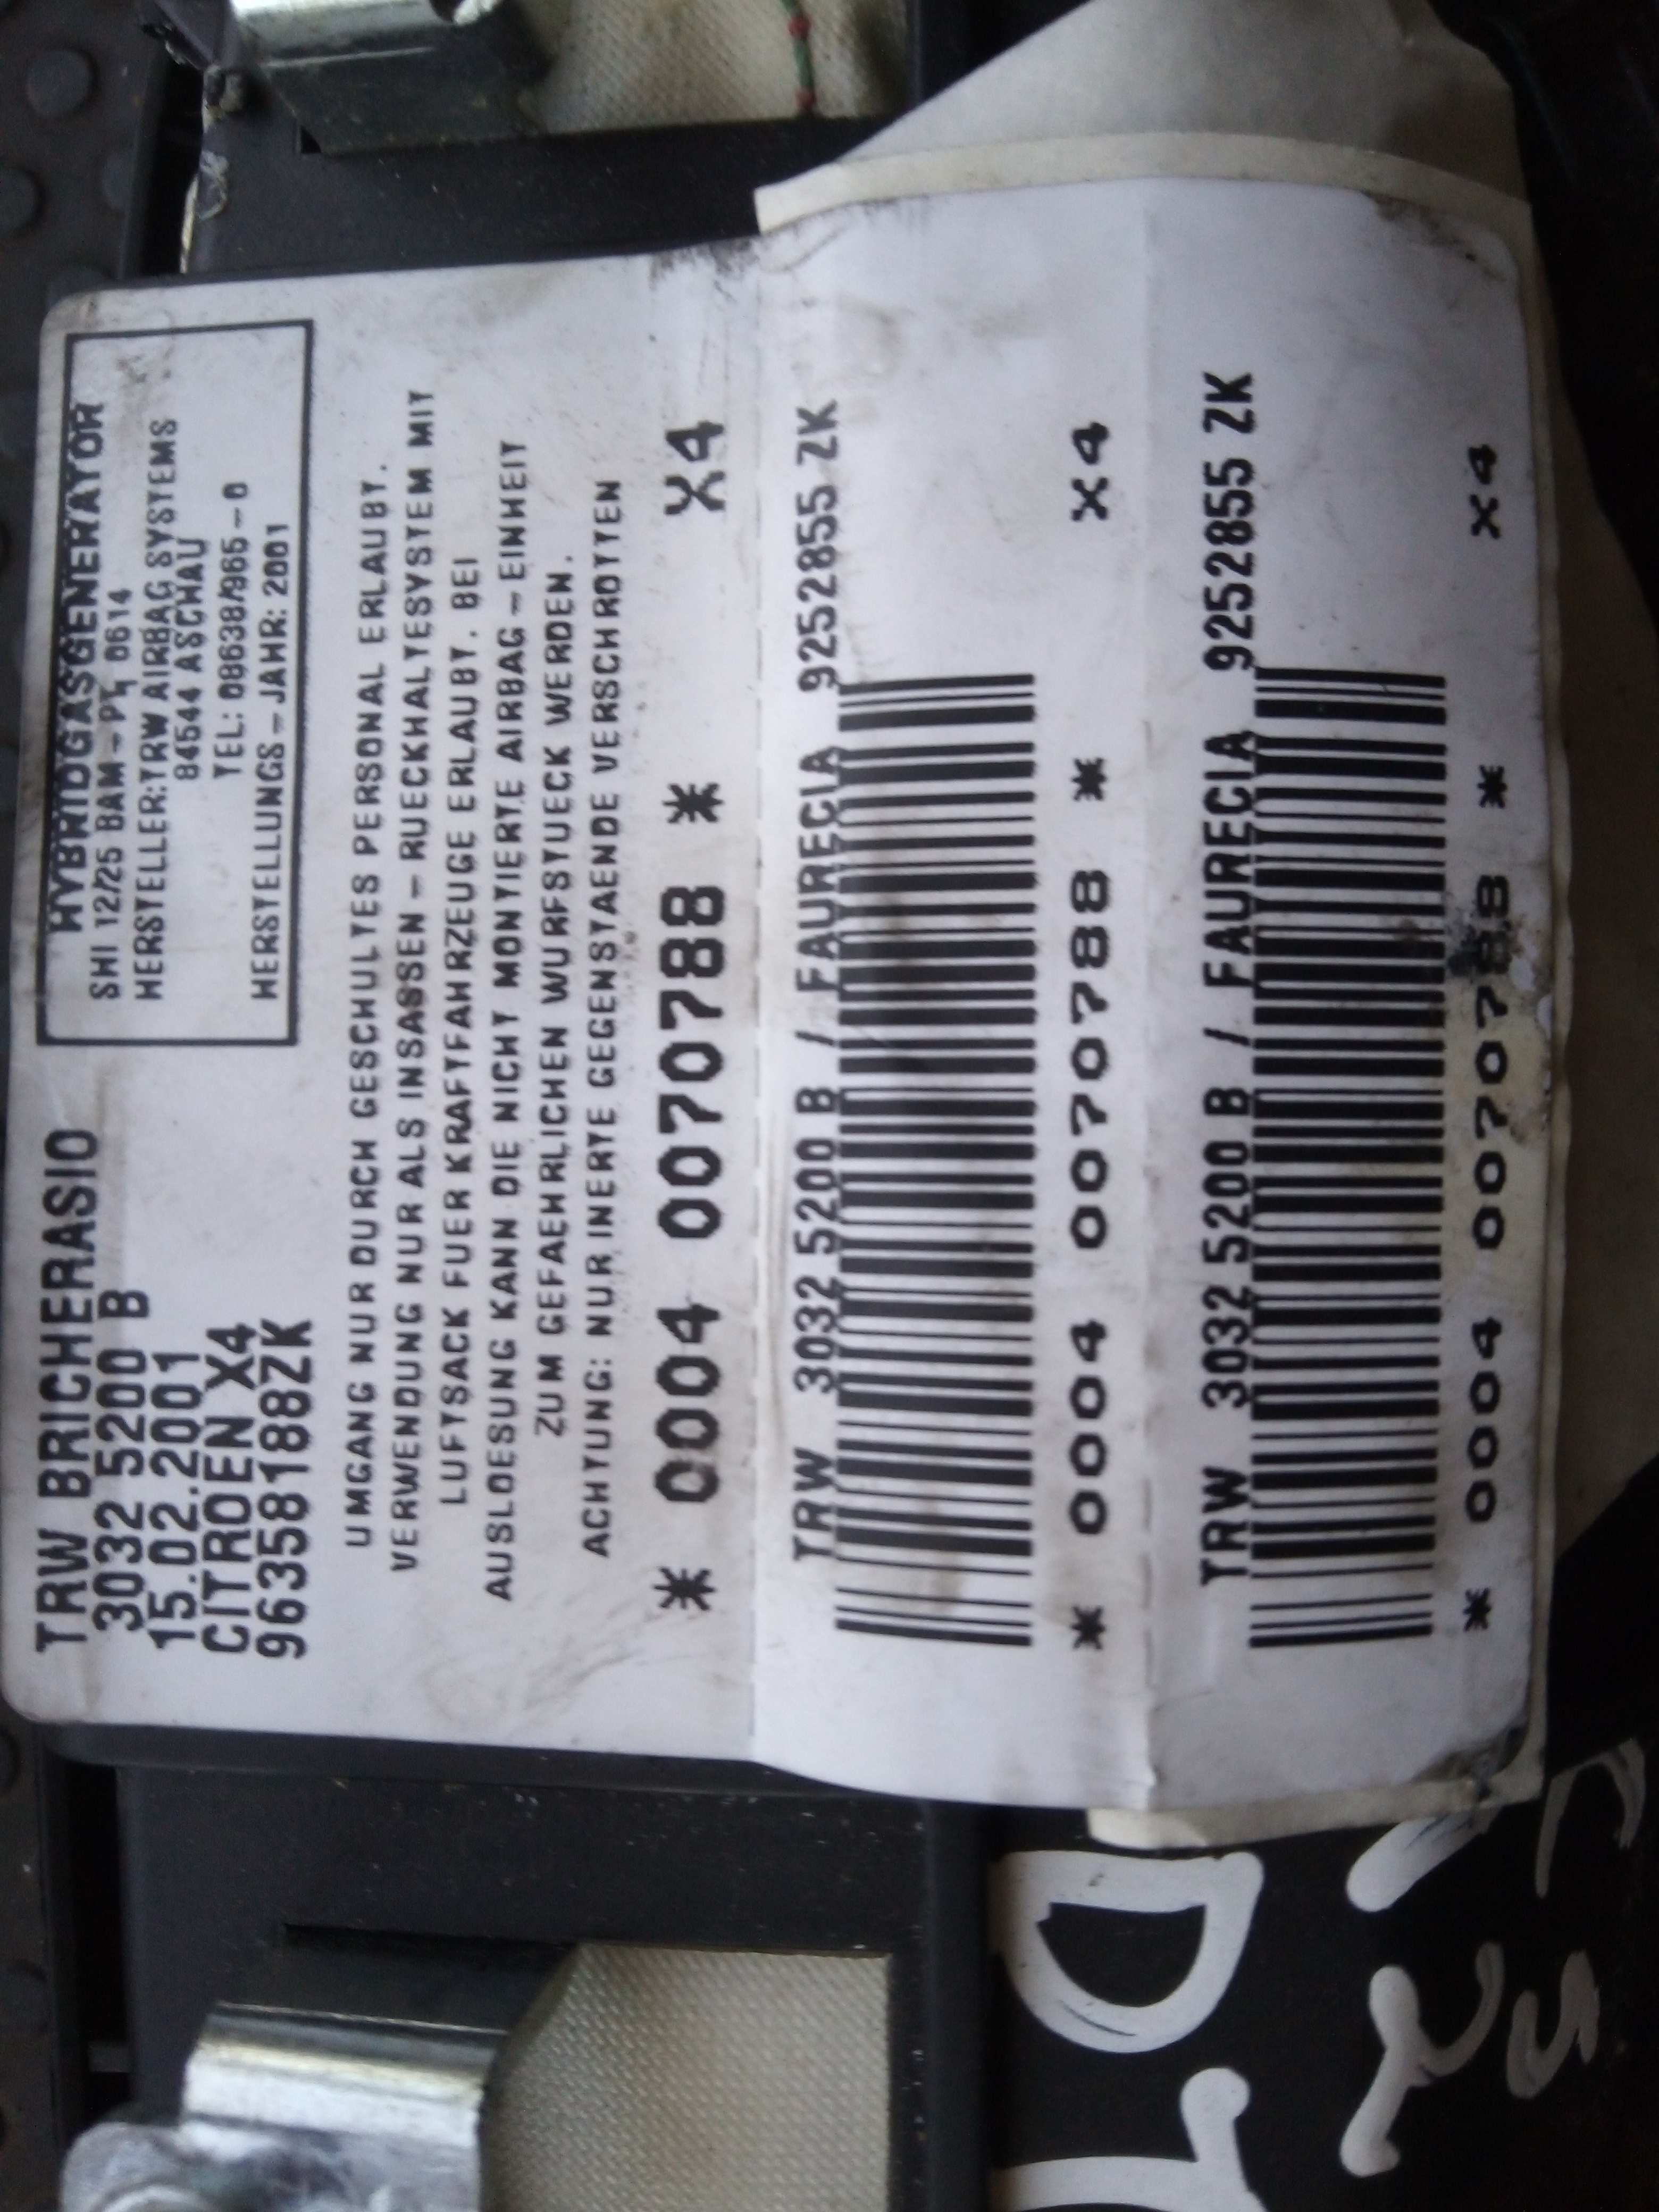 TRW BRICHERASIO
3032 5200 B
15.02.2001
CITROEN X4
96358188ZK
HYBRIDGASGENERATOR
SHI 12/25 BAM-PT₁ 0614
HERSTELLER:TRW AIRBAG SYSTEMS
84544 ASCHAU
TEL: 08638/966-0
HERSTELLUNGS-JAHR: 2001
UMGANG NUR DURCH GESCHULTES PERSONAL ERLAUBT.
VERWENDUNG NUR ALS INSASSEN-RUECKHALTESYSTEM MIT
LUFTSACK FUER KRAFTFAHRZEUGE ERLAUBT. BEI
AUSLOESUNG KANN DIE NICHT MONTIERTE AIRBAG-EINHEIT
ZUM GEFAEHRLICHEN WURFSTUECK WERDEN.
ACHTUNG: NUR INERTE GEGENSTAENDE VERSCHROTTEN
* 0004 0070788 * X4
TRW 3032 5200 B / FAURECIA 9252855 ZK
* 0004 0070788 * X4
TRW 3032 5200 B / FAURECIA 9252855 ZK
* 0004 0070788 * X4